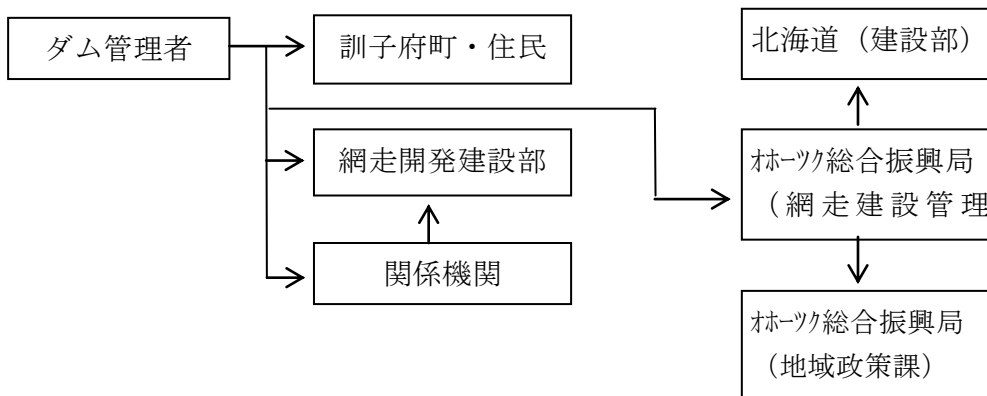 ダム管理者
訓子府町・住民
北海道（建設部）
網走開発建設部
ｵﾎｰﾂｸ総合振興局
（網走建設管理
関係機関
ｵﾎｰﾂｸ総合振興局
（地域政策課）